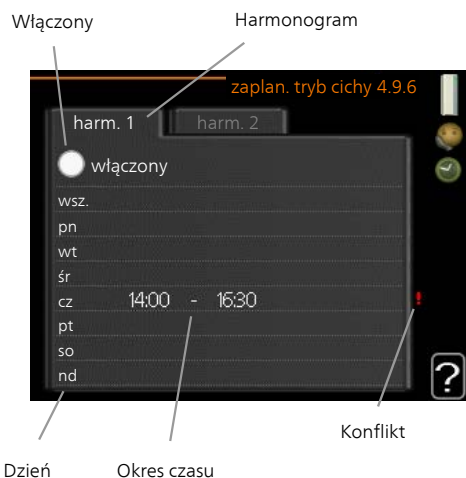 Włączony
Harmonogram
zaplan. tryb cichy 4.9.6
harm. 1
harm. 2
włączony
wsz.
pn
wt
śr
cz 14:00 - 16:30
!
pt
so
nd
?
Konflikt
Dzień
Okres czasu